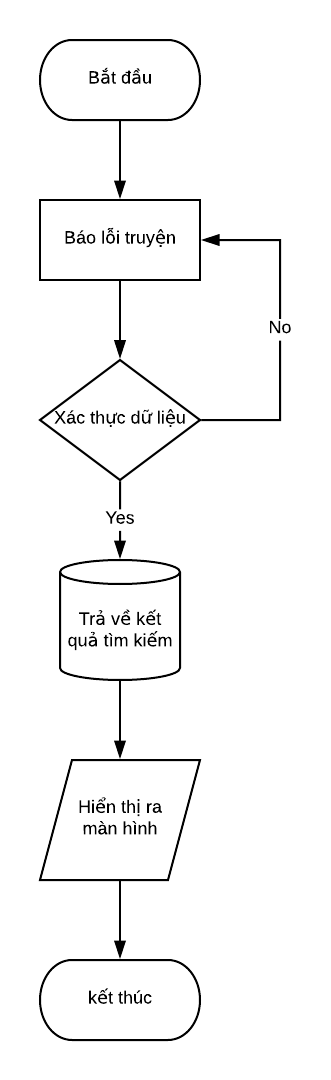 Bắt đầu
Báo lỗi truyện
No
Xác thực dữ liệu
Yes
Trả về kết
quả tìm kiếm
Hiển thị ra
màn hình
kết thúc